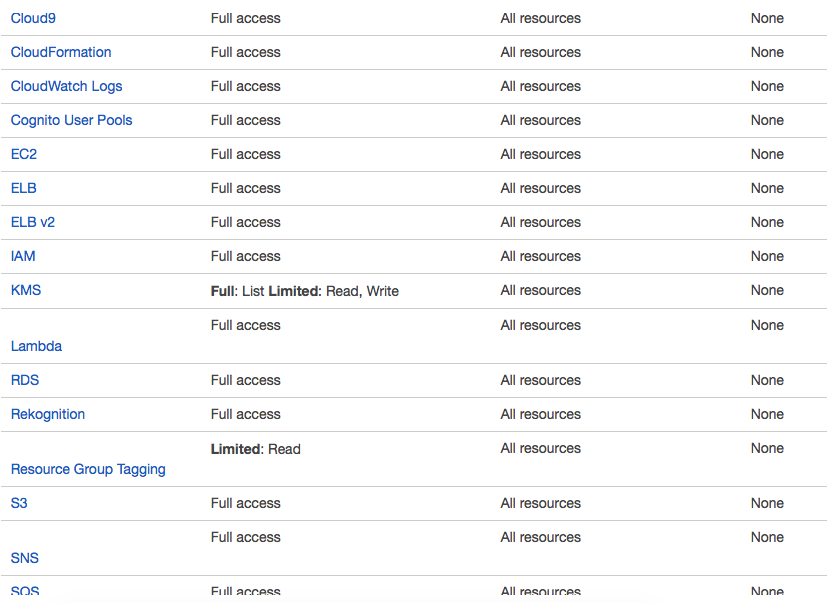 Cloud9 Full access All resources None
CloudFormation Full access All resources None
CloudWatch Logs Full access All resources None
Cognito User Pools Full access All resources None
EC2 Full access All resources None
ELB Full access All resources None
ELB v2 Full access All resources None
IAM Full access All resources None
KMS Full: List Limited: Read, Write All resources None
Full access All resources None
Lambda
RDS Full access All resources None
Rekognition Full access All resources None
Limited: Read All resources None
Resource Group Tagging
S3 Full access All resources None
Full access All resources None
SNS
SQS Full access All resources None